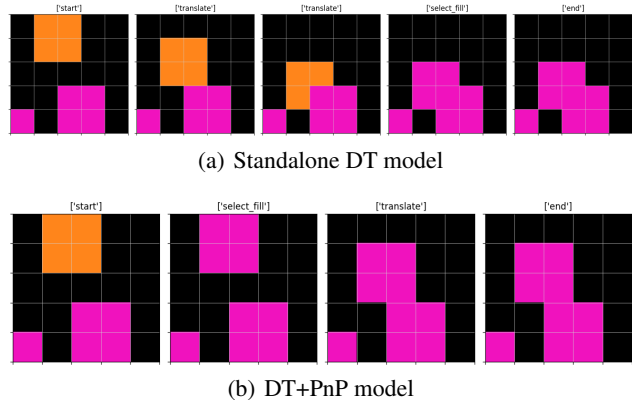 ['start'] ['translate'] ['translate'] ['select_fill'] ['end']
(a) Standalone DT model
['start'] ['select_fill'] ['translate'] ['end']
(b) DT+PnP model